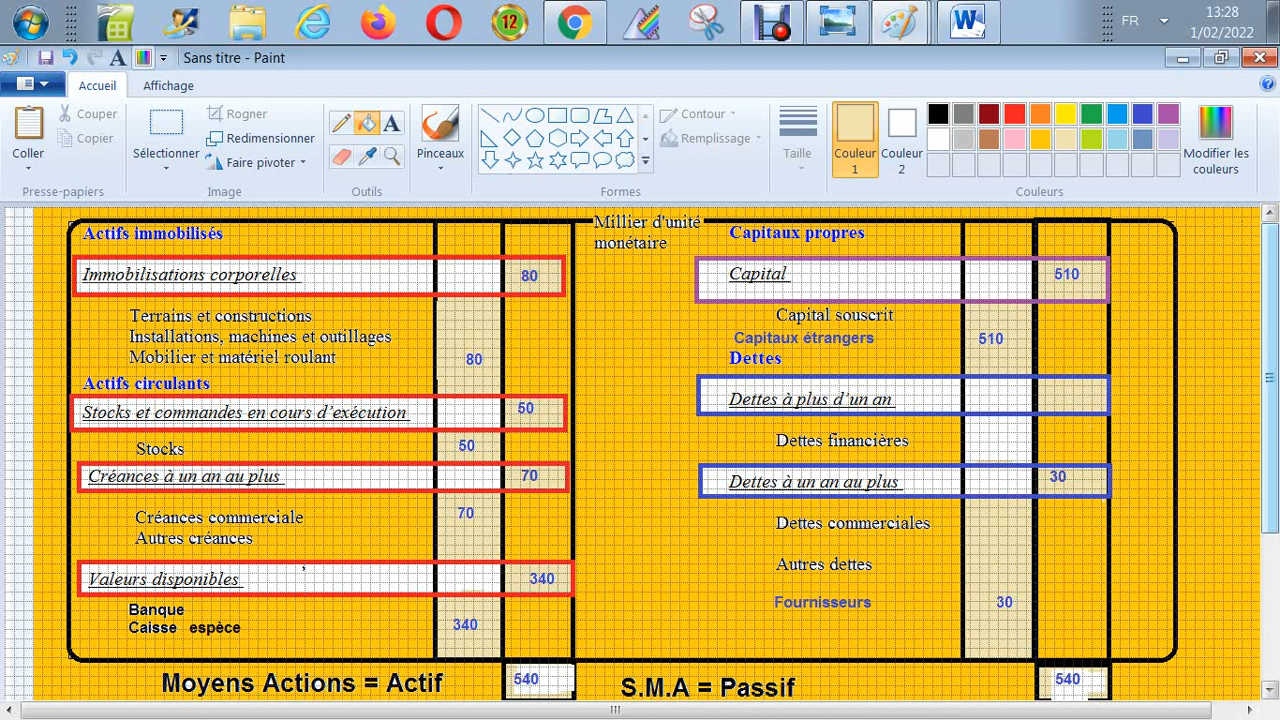 12
FR
13:28
1/02/2022
Sans titre - Paint
Accueil
Affichage
Coller
Couper
Copier
Presse-papiers
Sélectionner
Rogner
Redimensionner
Faire pivoter
Image
Outils
Pinceaux
Contour
Remplissage
Formes
Taille
Couleur
1
Couleur
2
Modifier les
couleurs
Couleurs
Millier d'unité
monétaire
Actifs immobilisés
Immobilisations corporelles 80
Terrains et constructions
Installations, machines et outillages
Mobilier et matériel roulant 80
Actifs circulants
Stocks et commandes en cours d'exécution 50
Stocks 50
Créances à un an au plus 70
Créances commerciale 70
Autres créances
Valeurs disponibles 340
Banque
Caisse espèce 340
Moyens Actions = Actif 540
Capitaux propres
Capital 510
Capital souscrit
Capitaux étrangers 510
Dettes
Dettes à plus d'un an
Dettes financières
Dettes à un an au plus 30
Dettes commerciales
Autres dettes
Fournisseurs 30
S.M.A = Passif 540